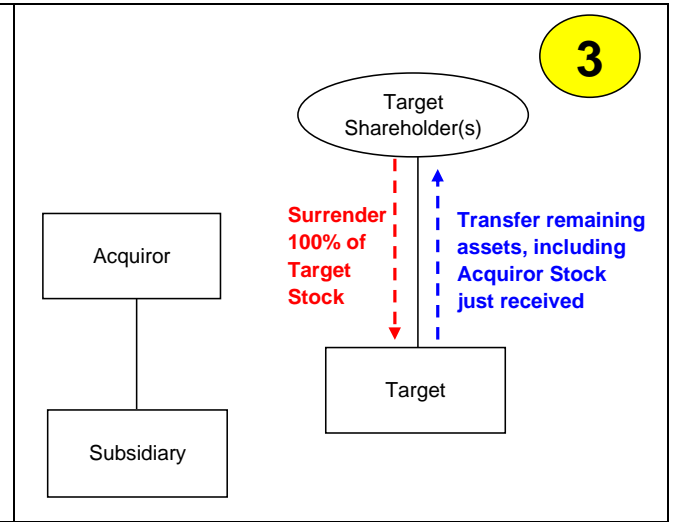 3
Target
Shareholder(s)
Surrender
100% of
Target
Stock
Transfer remaining
assets, including
Acquiror Stock
just received
Acquiror
Target
Subsidiary